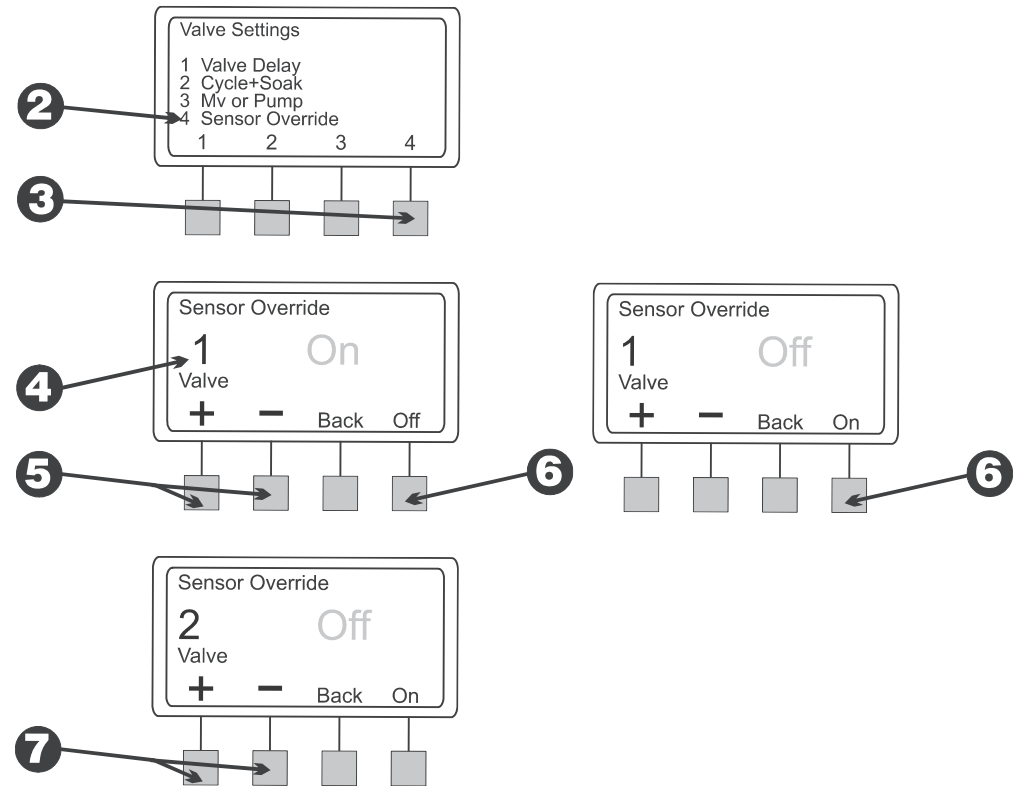 Valve Settings
1 Valve Delay
2 Cycle+Soak
3 Mv or Pump
2
4 Sensor Override
1 2 3 4
3
Sensor Override
1 On
4
Valve
+ − Back Off
5
6
Sensor Override
1 Off
Valve
+ − Back On
6
Sensor Override
2 Off
Valve
+ − Back On
7